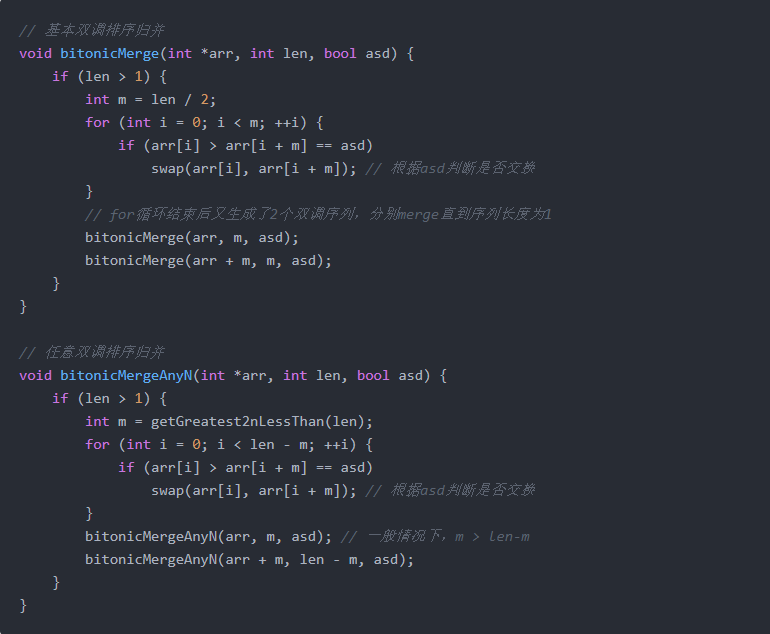 // 基本双调排序归并
void bitonicMerge(int *arr, int len, bool asd) {
    if (len > 1) {
        int m = len / 2;
        for (int i = 0; i < m; ++i) {
            if (arr[i] > arr[i + m] == asd)
                swap(arr[i], arr[i + m]); // 根据asd判断是否交换
        }
        // for循环结束后又生成了2个双调序列，分别merge直到序列长度为1
        bitonicMerge(arr, m, asd);
        bitonicMerge(arr + m, m, asd);
    }
}
// 任意双调排序归并
void bitonicMergeAnyN(int *arr, int len, bool asd) {
    if (len > 1) {
        int m = getGreatest2nLessThan(len);
        for (int i = 0; i < len - m; ++i) {
            if (arr[i] > arr[i + m] == asd)
                swap(arr[i], arr[i + m]); // 根据asd判断是否交换
        }
        bitonicMergeAnyN(arr, m, asd); // 一般情况下，m > len-m
        bitonicMergeAnyN(arr + m, len - m, asd);
    }
}